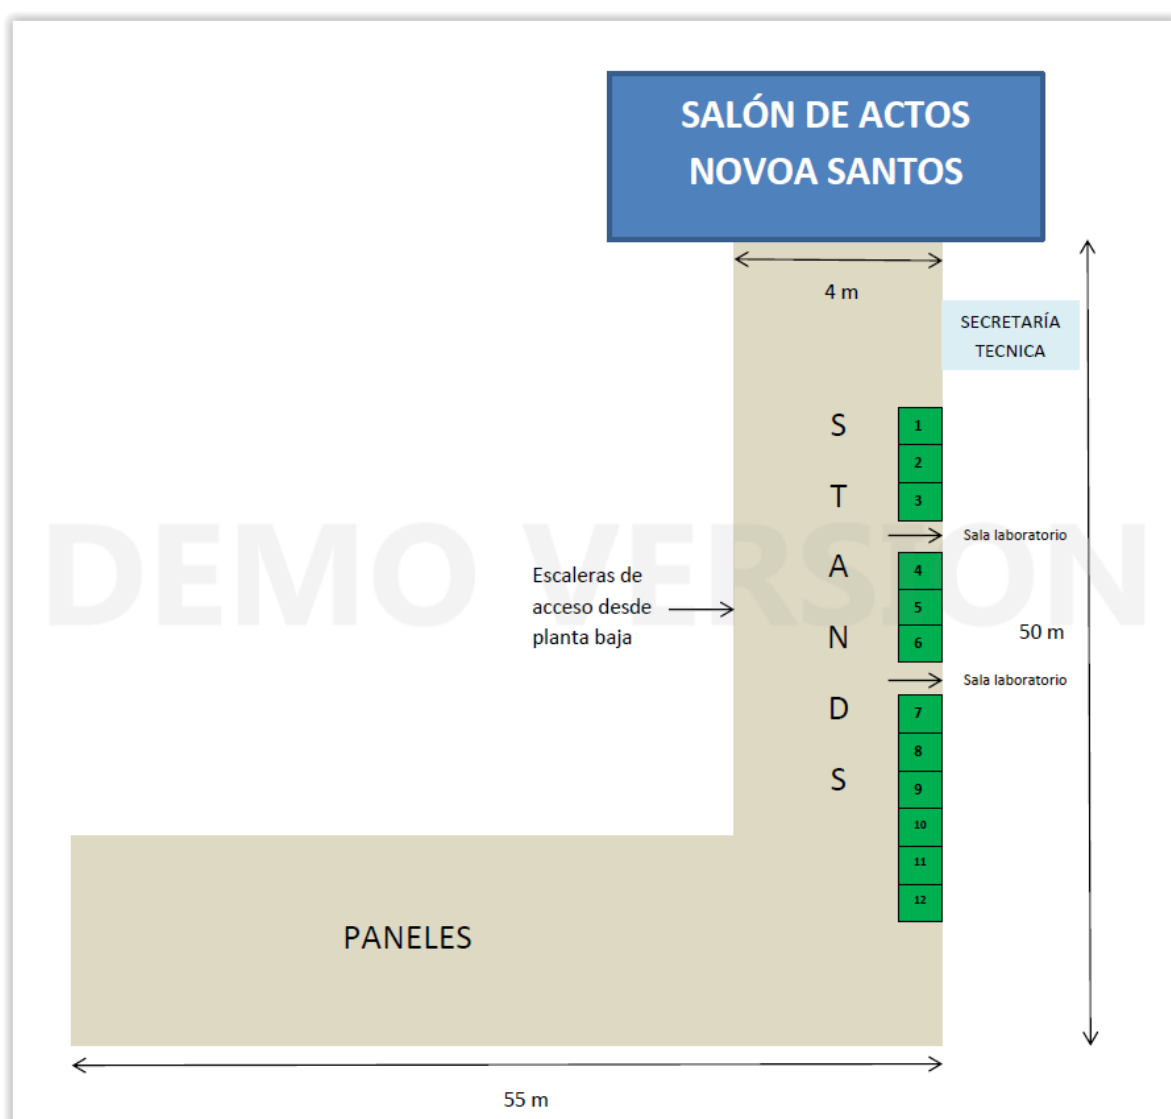 SALÓN DE ACTOS
NOVOA SANTOS
4 m
SECRETARÍA
TECNICA
S
T
A
N
D
S
1
2
3
Sala laboratorio
4
5
6
Sala laboratorio
7
8
9
10
11
12
Escaleras de
acceso desde
planta baja
50 m
DEMO VERSION
PANELES
55 m